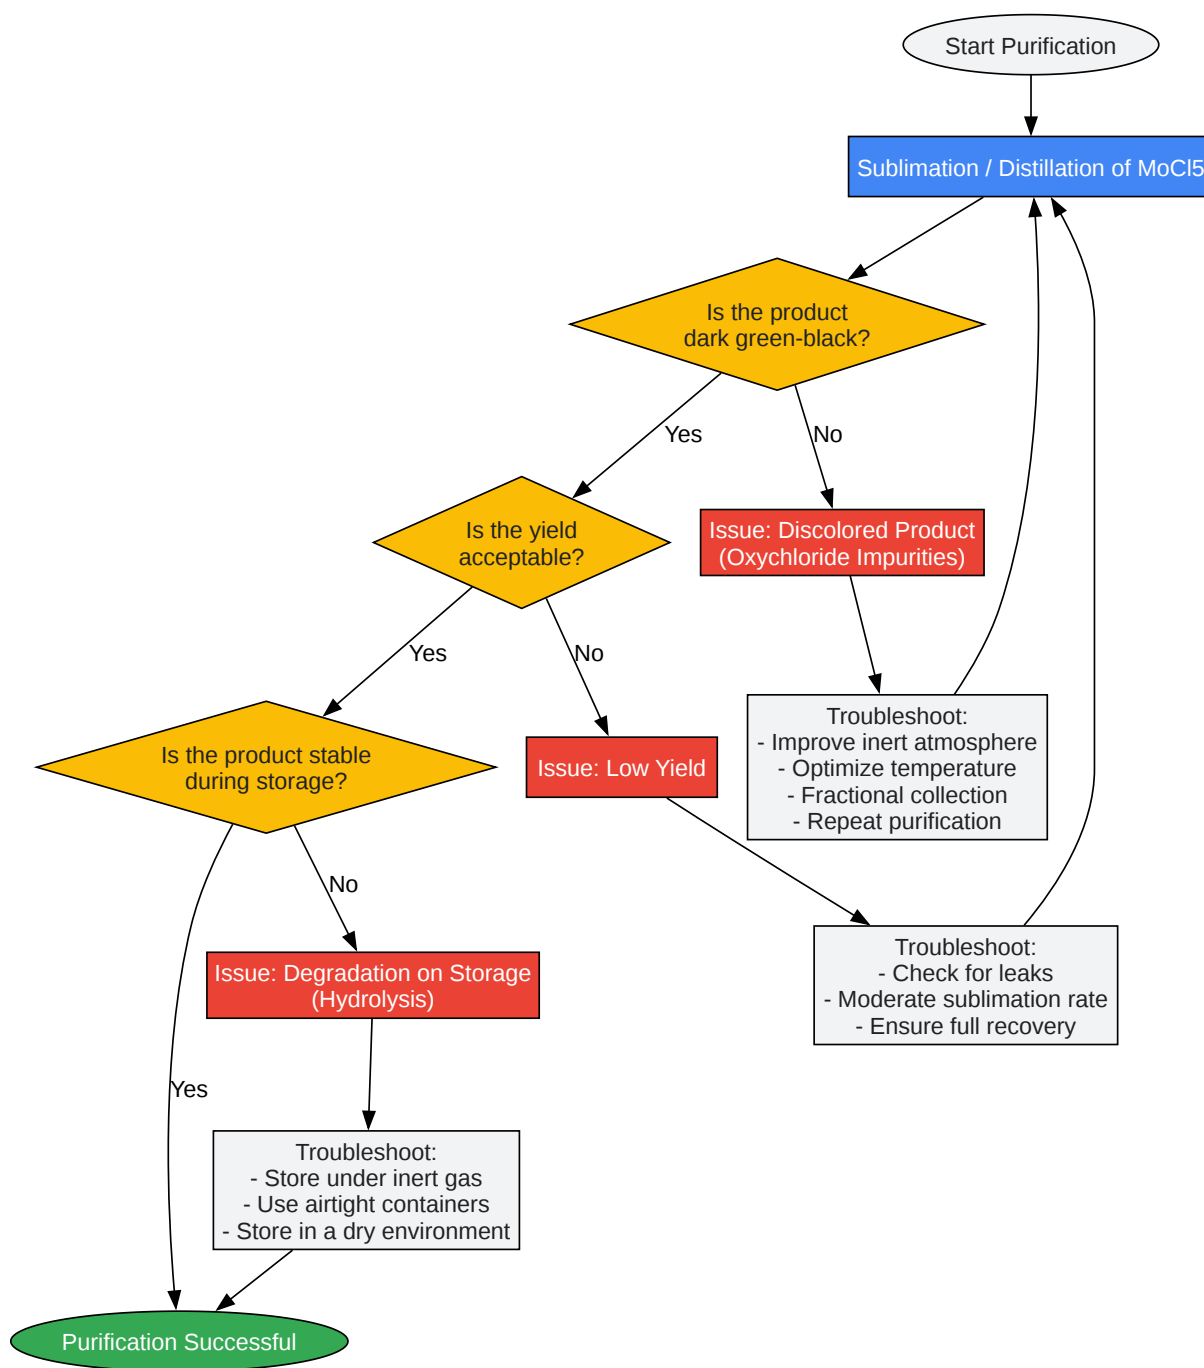 Start Purification
Sublimation / Distillation of MoCl5
Is the product
dark green-black?
Yes
No
Is the yield
acceptable?
Issue: Discolored Product
(Oxychloride Impurities)
Yes
No
Is the product stable
during storage?
Issue: Low Yield
Troubleshoot:
- Improve inert atmosphere
- Optimize temperature
- Fractional collection
- Repeat purification
No
Troubleshoot:
- Check for leaks
- Moderate sublimation rate
- Ensure full recovery
Issue: Degradation on Storage
(Hydrolysis)
Yes
Troubleshoot:
- Store under inert gas
- Use airtight containers
- Store in a dry environment
Purification Successful